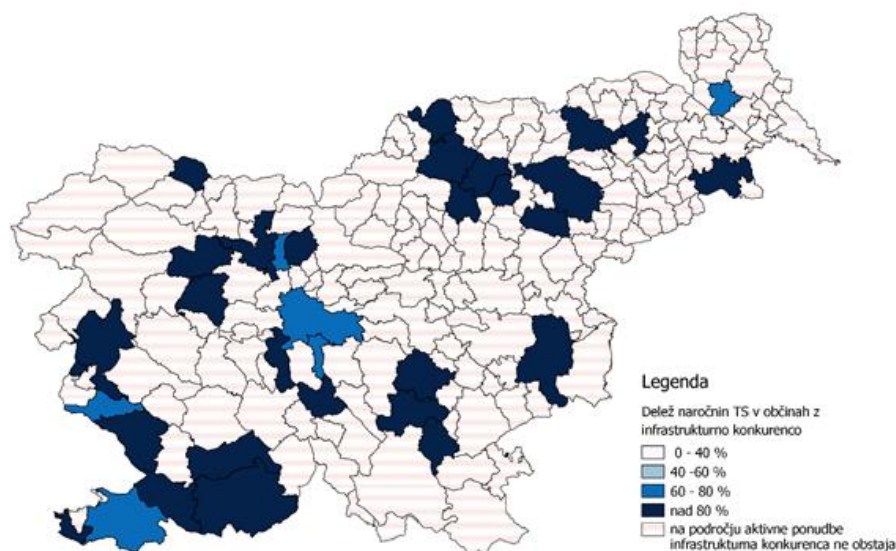 Legenda
Delež naročnin TS v občinah z
infrastrukturno konkurenco
0 - 40 %
40 -60 %
60 - 80 %
nad 80 %
na področju aktivne ponudbe
infrastruktuma konkurenca ne obstaja